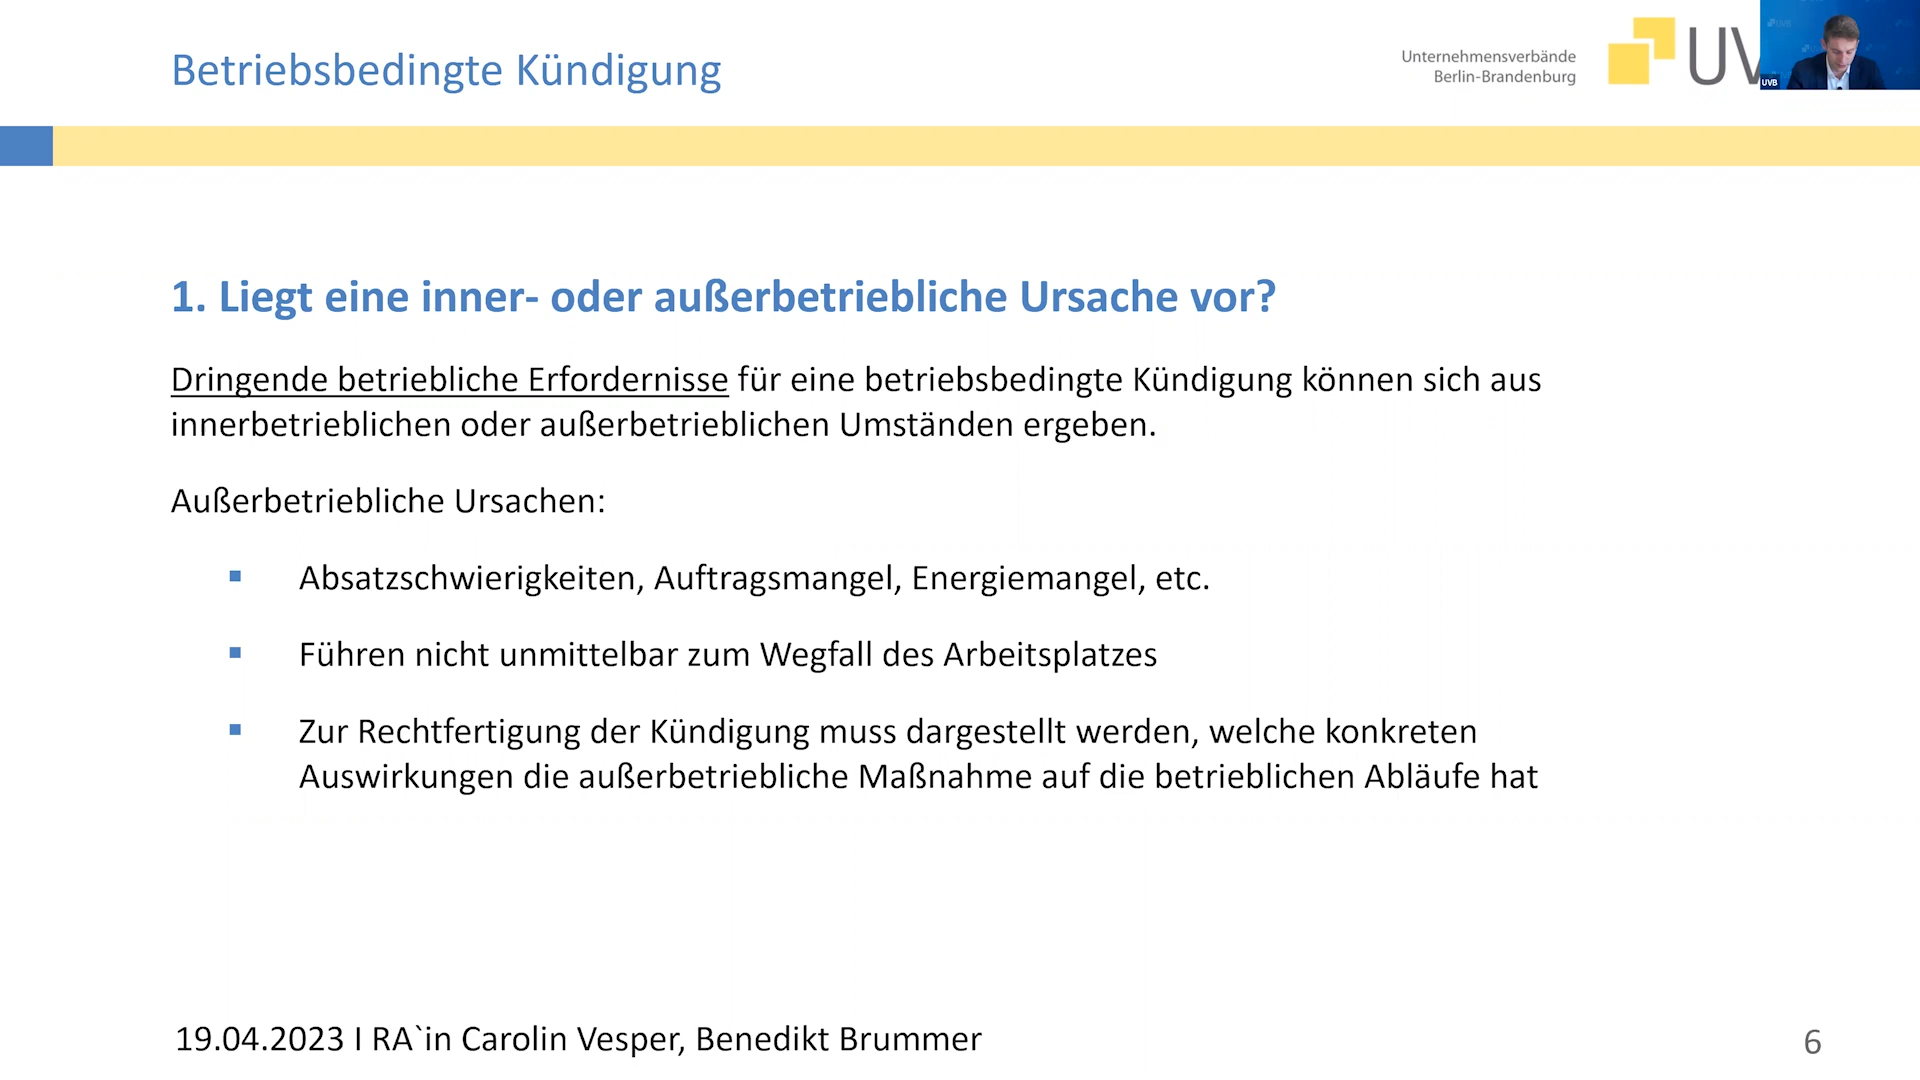 Betriebsbedingte Kündigung
Unternehmensverbände
Berlin-Brandenburg
UV
UVB
1. Liegt eine inner- oder außerbetriebliche Ursache vor?
Dringende betriebliche Erfordernisse für eine betriebsbedingte Kündigung können sich aus
innerbetrieblichen oder außerbetrieblichen Umständen ergeben.
Außerbetriebliche Ursachen:
▪ Absatzschwierigkeiten, Auftragsmangel, Energiemangel, etc.
▪ Führen nicht unmittelbar zum Wegfall des Arbeitsplatzes
▪ Zur Rechtfertigung der Kündigung muss dargestellt werden, welche konkreten
Auswirkungen die außerbetriebliche Maßnahme auf die betrieblichen Abläufe hat
19.04.2023 I RA`in Carolin Vesper, Benedikt Brummer
6